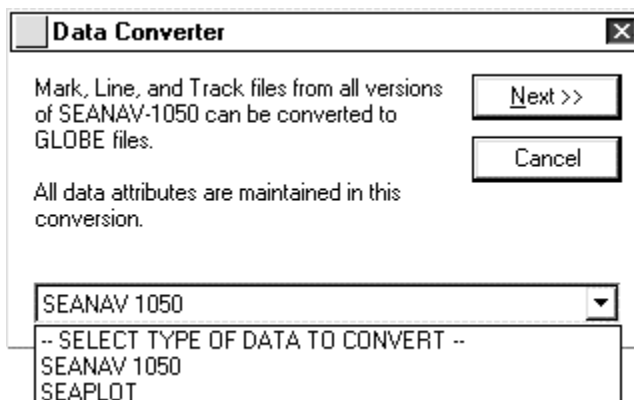 Data Converter
Mark, Line, and Track files from all versions
of SEANAV-1050 can be converted to
GLOBE files.
All data attributes are maintained in this
conversion.
Next >>
Cancel
SEANAV 1050
-- SELECT TYPE OF DATA TO CONVERT --
SEANAV 1050
SEAPLOT